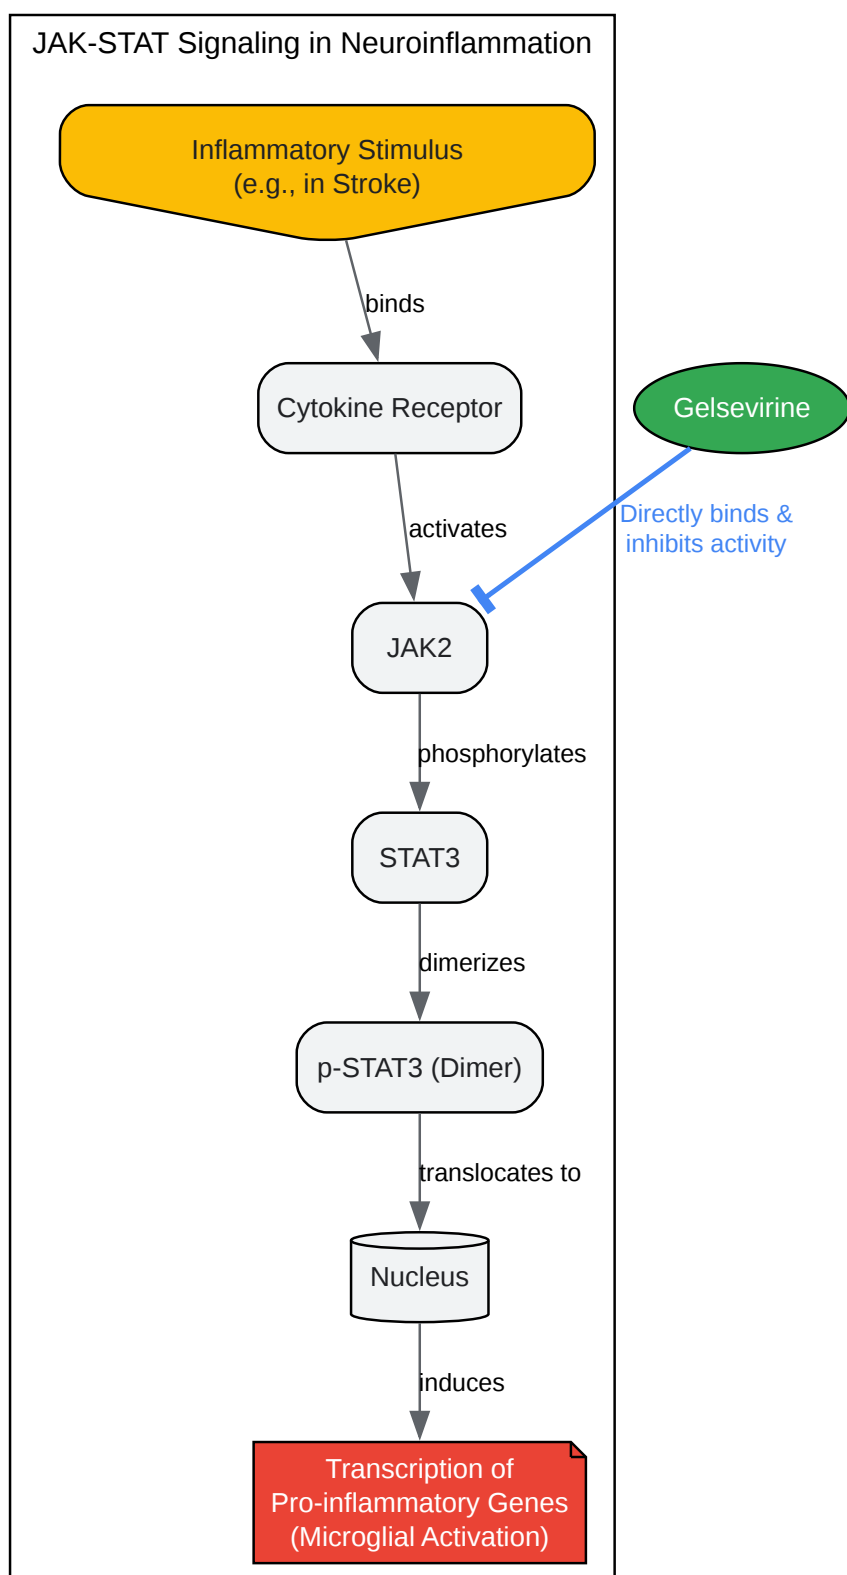 JAK-STAT Signaling in Neuroinflammation
Inflammatory Stimulus
(e.g., in Stroke)
binds
Cytokine Receptor
Gelsevirine
Directly binds &
inhibits activity
activates
JAK2
phosphorylates
STAT3
dimerizes
p-STAT3 (Dimer)
translocates to
Nucleus
induces
Transcription of
Pro-inflammatory Genes
(Microglial Activation)